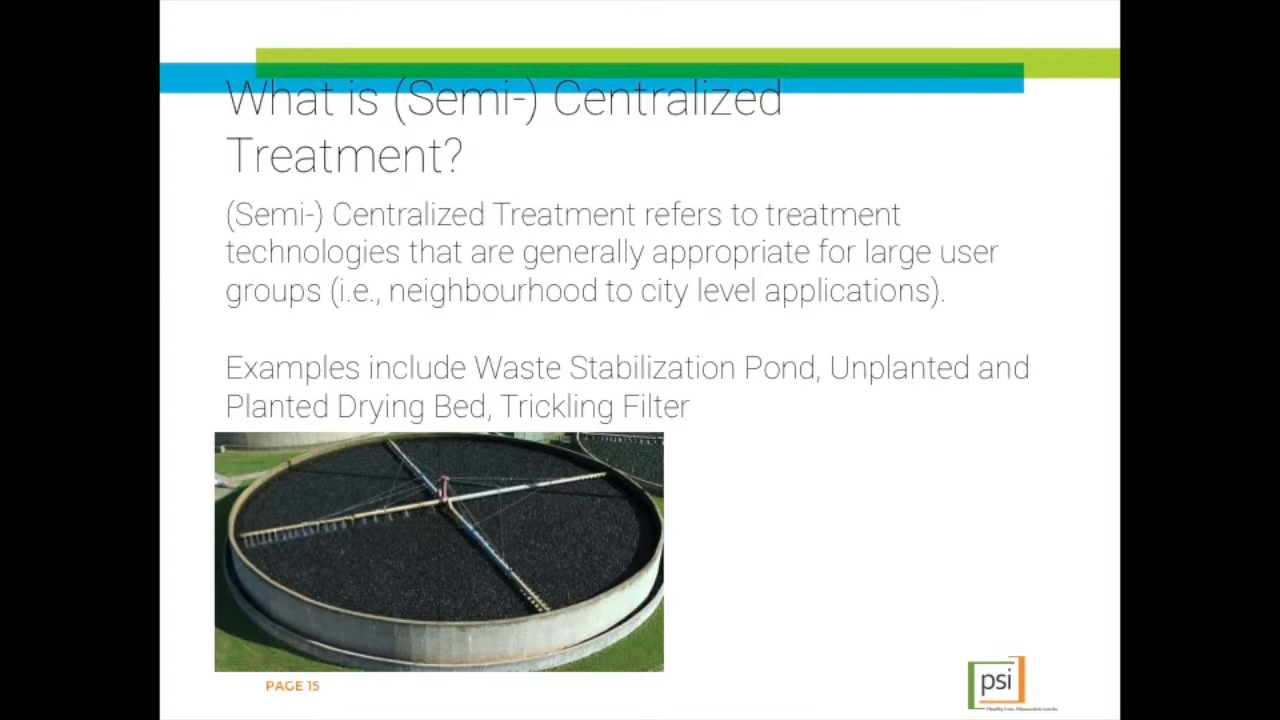 What is (Semi-) Centralized
Treatment?
(Semi-) Centralized Treatment refers to treatment
technologies that are generally appropriate for large user
groups (i.e., neighbourhood to city level applications).
Examples include Waste Stabilization Pond, Unplanted and
Planted Drying Bed, Trickling Filter
PAGE 15
psi